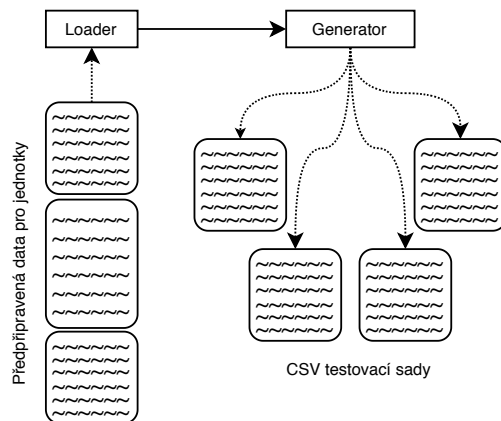 Loader
Generator
Předpřipravená data pro jednotky
CSV testovací sady